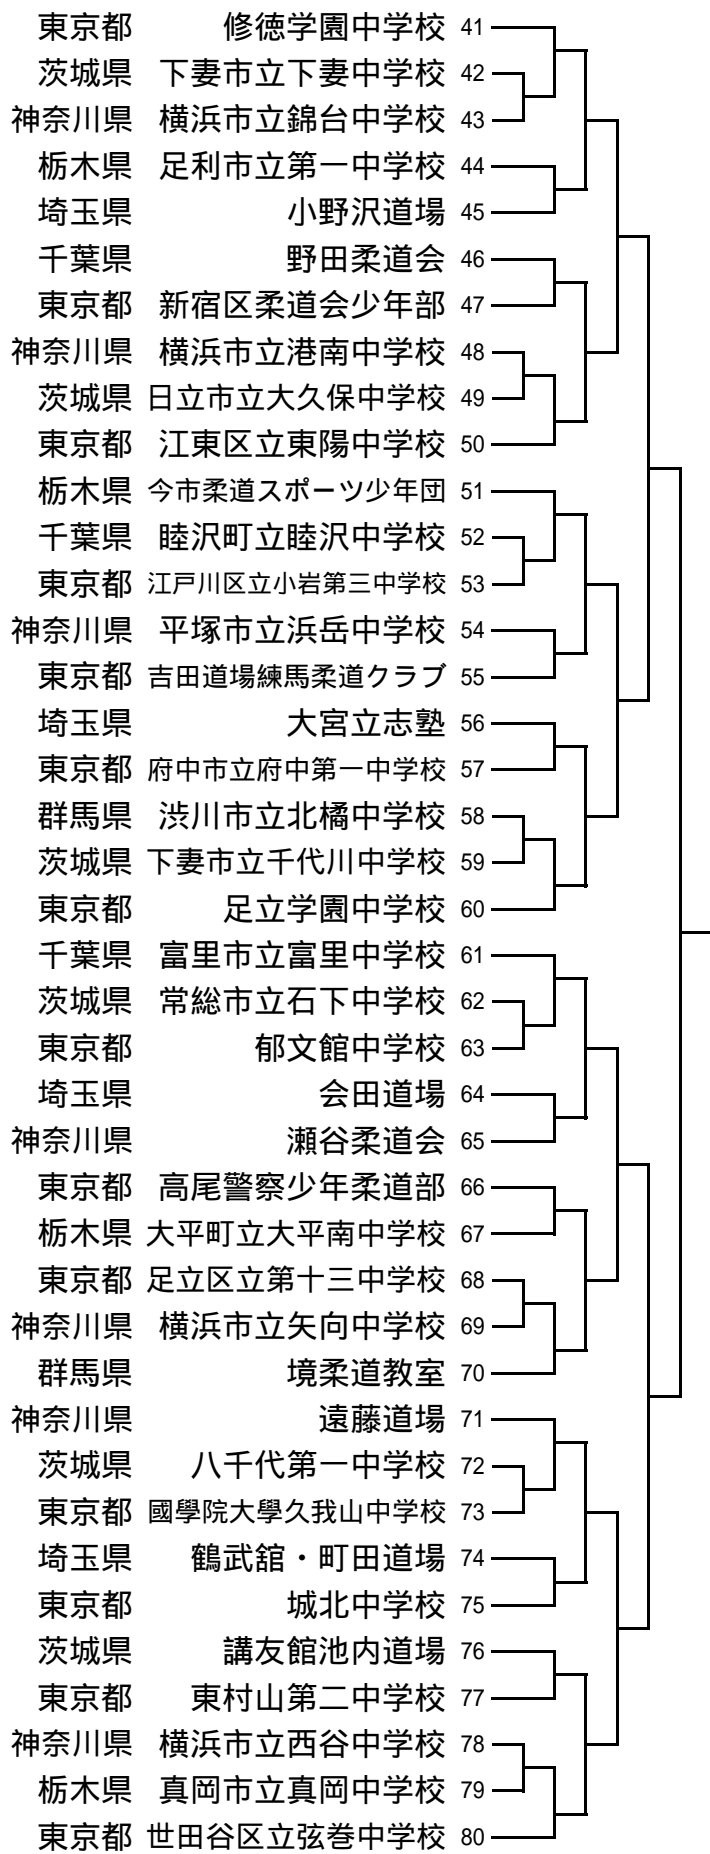 東京都 修徳学園中学校 41
茨城県 下妻市立下妻中学校 42
神奈川県 横浜市立錦台中学校 43
栃木県 足利市立第一中学校 44
埼玉県 小野沢道場 45
千葉県 野田柔道会 46
東京都 新宿区柔道会少年部 47
神奈川県 横浜市立港南中学校 48
茨城県 日立市立大久保中学校 49
東京都 江東区立東陽中学校 50
栃木県 今市柔道スポーツ少年団 51
千葉県 睦沢町立睦沢中学校 52
東京都 江戸川区立小岩第三中学校 53
神奈川県 平塚市立浜岳中学校 54
東京都 吉田道場練馬柔道クラブ 55
埼玉県 大宮立志塾 56
東京都 府中市立府中第一中学校 57
群馬県 渋川市立北橘中学校 58
茨城県 下妻市立千代川中学校 59
東京都 足立学園中学校 60
千葉県 富里市立富里中学校 61
茨城県 常総市立石下中学校 62
東京都 郁文館中学校 63
埼玉県 会田道場 64
神奈川県 瀬谷柔道会 65
東京都 高尾警察少年柔道部 66
栃木県 大平町立大平南中学校 67
東京都 足立区立第十三中学校 68
神奈川県 横浜市立矢向中学校 69
群馬県 境柔道教室 70
神奈川県 遠藤道場 71
茨城県 八千代第一中学校 72
東京都 國學院大學久我山中学校 73
埼玉県 鶴武舘・町田道場 74
東京都 城北中学校 75
茨城県 講友館池内道場 76
東京都 東村山第二中学校 77
神奈川県 横浜市立西谷中学校 78
栃木県 真岡市立真岡中学校 79
東京都 世田谷区立弦巻中学校 80